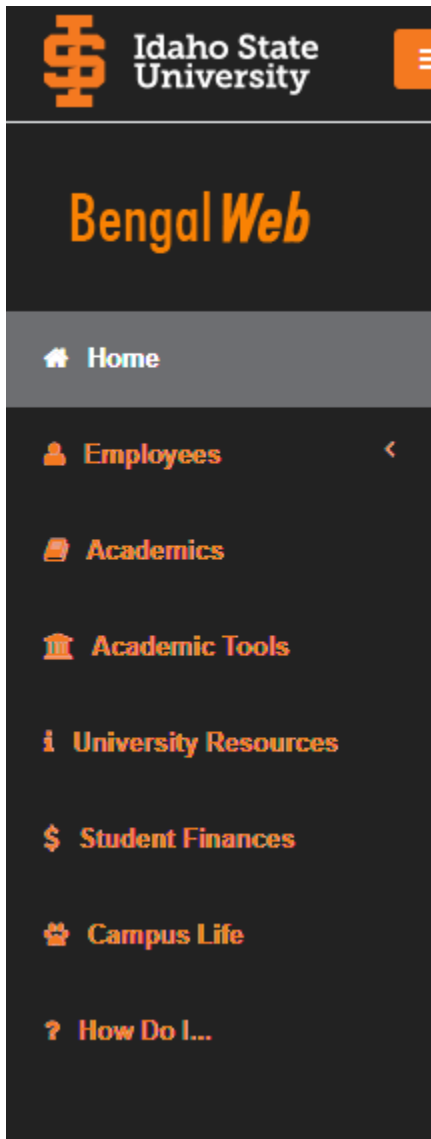 Idaho State
University
Bengal Web
Home
Employees
Academics
Academic Tools
University Resources
Student Finances
Campus Life
How Do I...